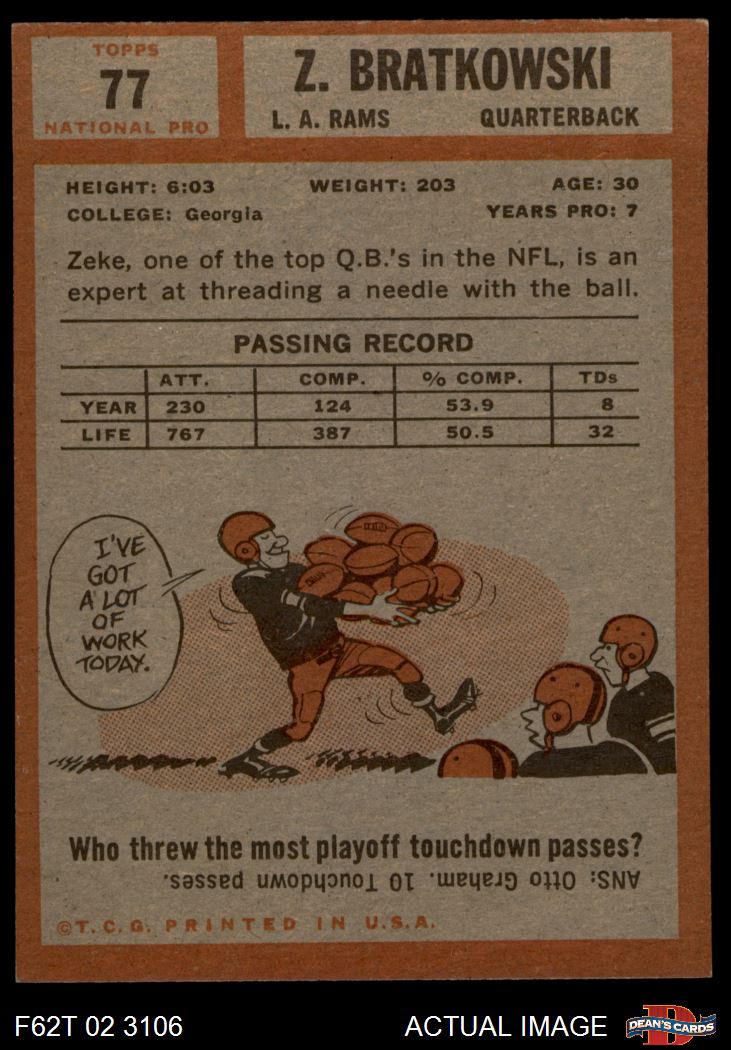 TOPPS
77
NATIONAL PRO
Z. BRATKOWSKI
L. A. RAMS QUARTERBACK
HEIGHT: 6:03 WEIGHT: 203 AGE: 30
COLLEGE: Georgia YEARS PRO: 7
Zeke, one of the top Q.B.'s in the NFL, is an
expert at threading a needle with the ball.
PASSING RECORD
ATT. COMP. % COMP. TDs
YEAR 230 124 53.9 8
LIFE 767 387 50.5 32
I'VE
GOT
A LOT
OF
WORK
TODAY.
Who threw the most playoff touchdown passes?
ANS: Otto Graham. 10 Touchdown passes.
©T. C. G. PRINTED IN U.S.A.
F62T 02 3106 ACTUAL IMAGE
D
DEAN'S CARDS